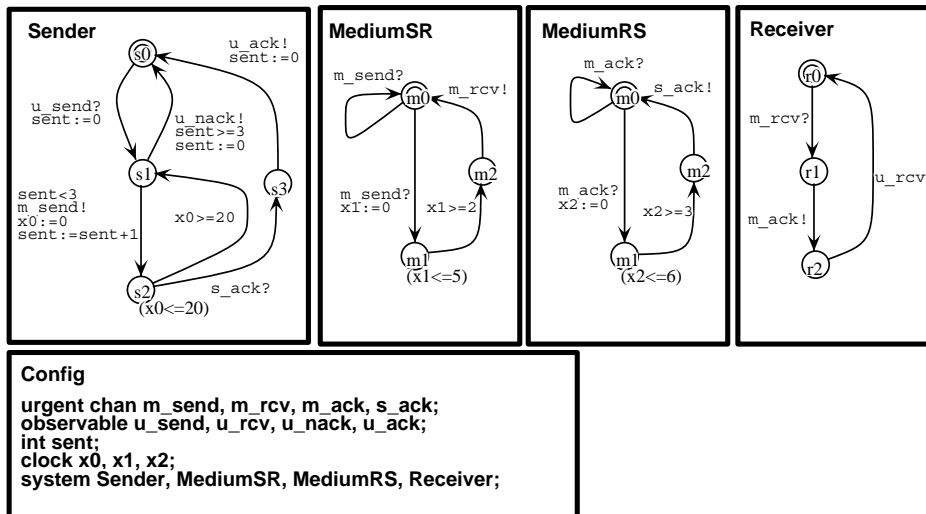 Sender
s0
u_ack!
sent:=0
u_send?
sent:=0
u_nack!
sent>=3
sent:=0
s1
s3
sent<3
m_send!
x0:=0
sent:=sent+1
x0>=20
s2
s_ack?
(x0<=20)
MediumSR
m_send?
m0
m_rcv!
m2
m_send?
x1:=0
x1>=2
m1
(x1<=5)
MediumRS
m_ack?
m0
s_ack!
m2
m_ack?
x2:=0
x2>=3
m1
(x2<=6)
Receiver
r0
m_rcv?
r1
u_rcv
m_ack!
r2
Config
urgent chan m_send, m_rcv, m_ack, s_ack;
observable u_send, u_rcv, u_nack, u_ack;
int sent;
clock x0, x1, x2;
system Sender, MediumSR, MediumRS, Receiver;